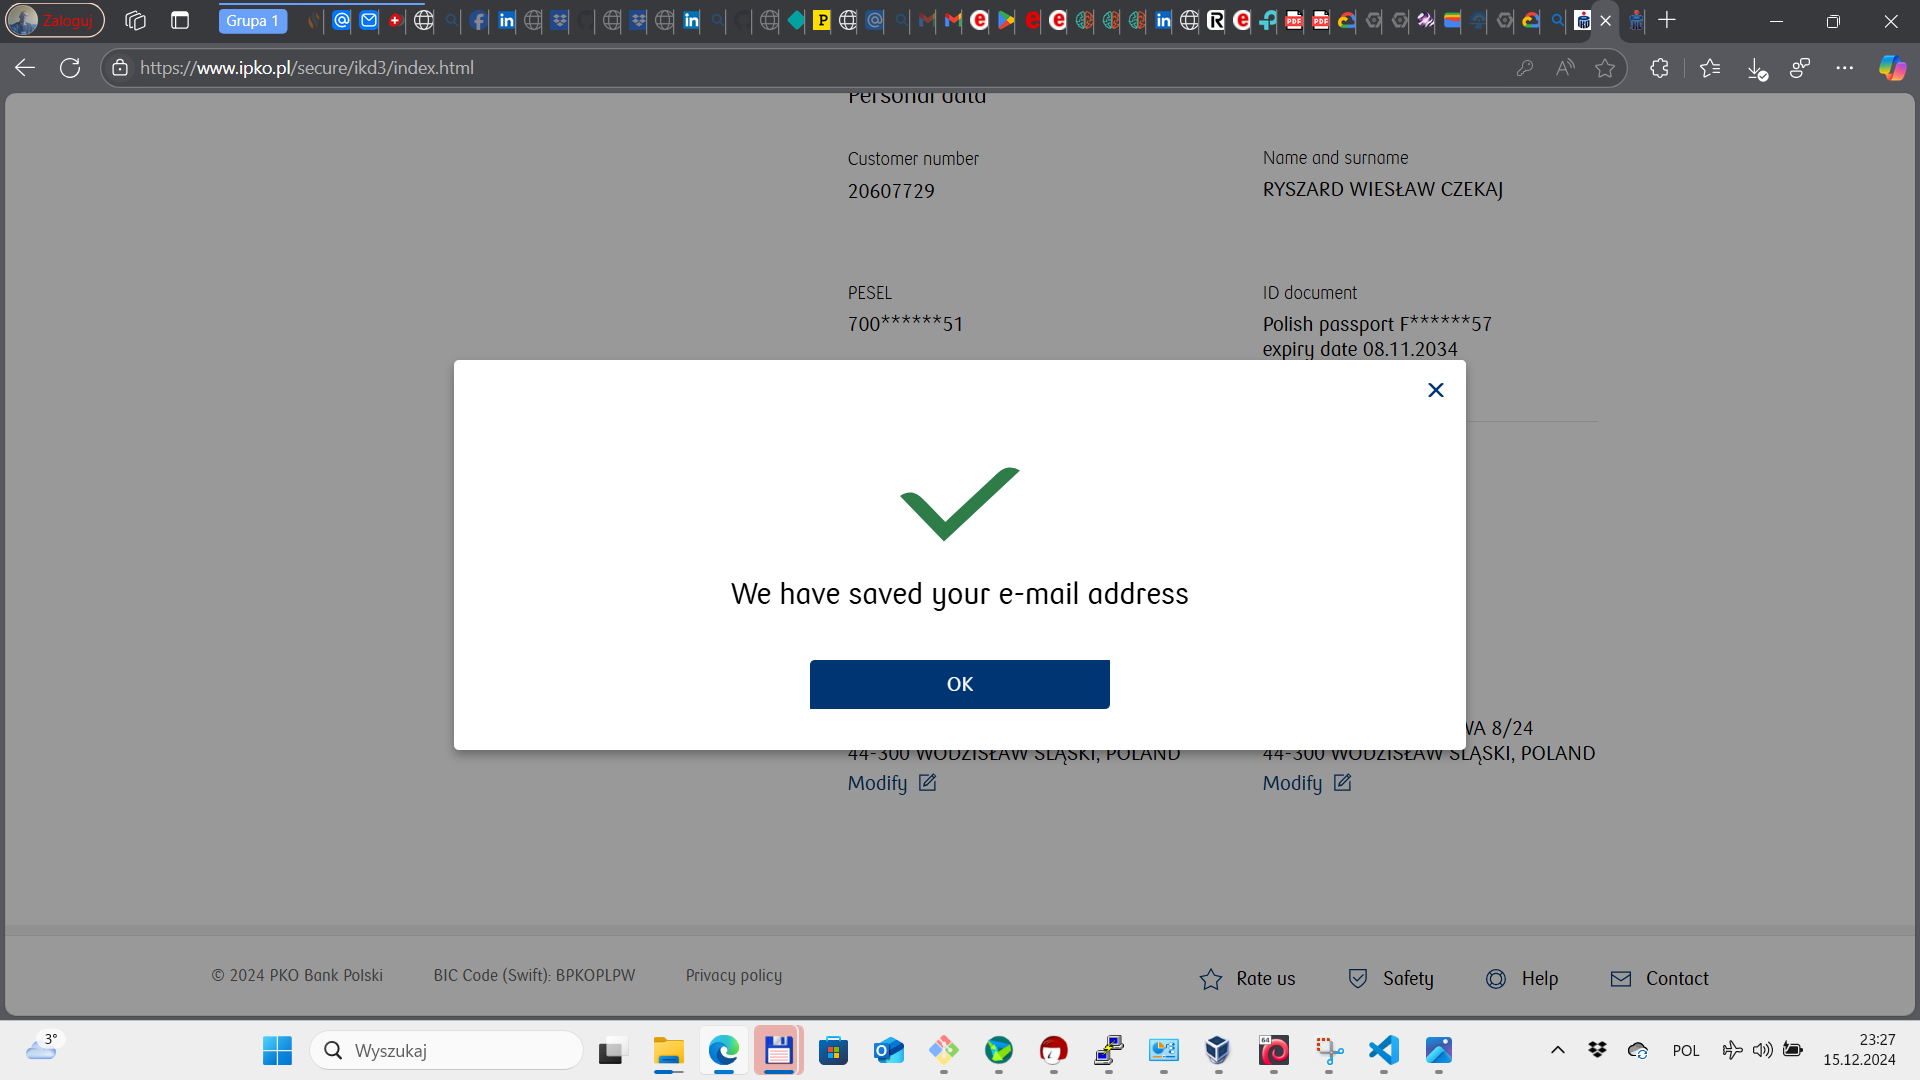 Zaloguj
Grupa 1
https://www.ipko.pl/secure/ikd3/index.html
Personal data
Customer number
20607729
Name and surname
RYSZARD WIESŁAW CZEKAJ
PESEL
700******51
ID document
Polish passport F******57
expiry date 08.11.2034
We have saved your e-mail address
OK
WA 8/24
44-300 WODZISŁAW ŚLĄSKI, POLAND
44-300 WODZISŁAW ŚLĄSKI, POLAND
Modify
Modify
© 2024 PKO Bank Polski
BIC Code (Swift): BPKOPLPW
Privacy policy
Rate us
Safety
Help
Contact
3°
Wyszukaj
64
POL
23:27
15.12.2024